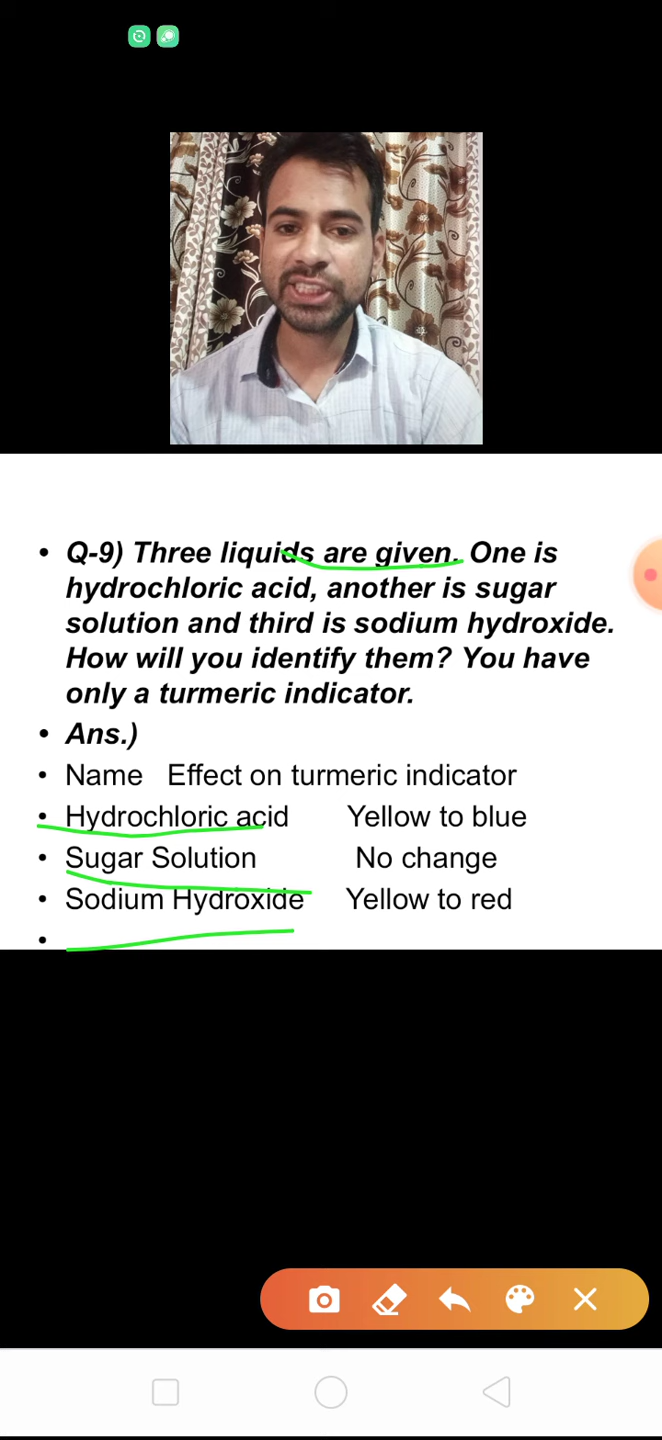 • Q-9) Three liquids are given. One is
hydrochloric acid, another is sugar
solution and third is sodium hydroxide.
How will you identify them? You have
only a turmeric indicator.
• Ans.)
• Name Effect on turmeric indicator
• Hydrochloric acid Yellow to blue
• Sugar Solution No change
• Sodium Hydroxide Yellow to red
•